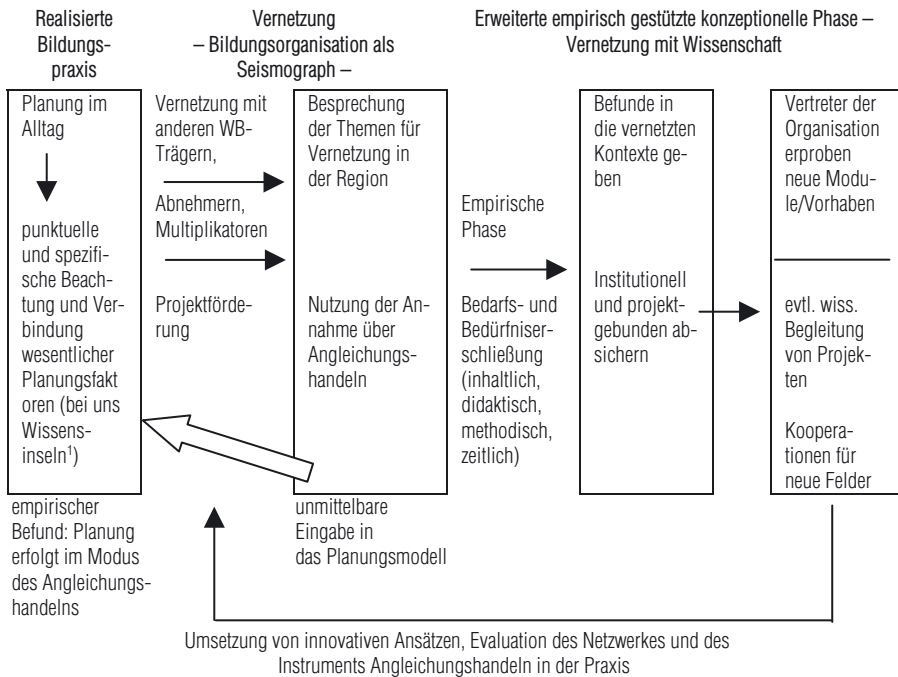 Realisierte
Bildungs-
praxis
Vernetzung
– Bildungsorganisation als
Seismograph –
Erweiterte empirisch gestützte konzeptionelle Phase –
Vernetzung mit Wissenschaft
Planung im
Alltag
punktuelle
und spezifi-
sche Beach-
tung und Ver-
bindung
wesentlicher
Planungsfakt
oren (bei uns
Wissens-
inseln¹)
empirischer
Befund: Planung
erfolgt im Modus
des Angleichungs-
handelns
Vernetzung mit
anderen WB-
Trägern,
Abnehmern,
Multiplikatoren
Projektförde-
rung
Besprechung
der Themen für
Vernetzung in
der Region
Nutzung der An-
nahme über
Angleichungs-
handeln
unmittelbare
Eingabe in
das Planungsmodell
Empirische
Phase
Bedarfs- und
Bedürfniser-
schließung
(inhaltlich,
didaktisch,
methodisch,
zeitlich)
Befunde in
die vernetzten
Kontexte ge-
ben
Institutionell
und projekt-
gebunden ab-
sichern
Vertreter der
Organisation
erproben
neue Modu-
le/Vorhaben
evtl. wiss.
Begleitung
von Projek-
ten
Koopera-
tionen für
neue Felder
Umsetzung von innovativen Ansätzen, Evaluation des Netzwerkes und des
Instruments Angleichungshandeln in der Praxis